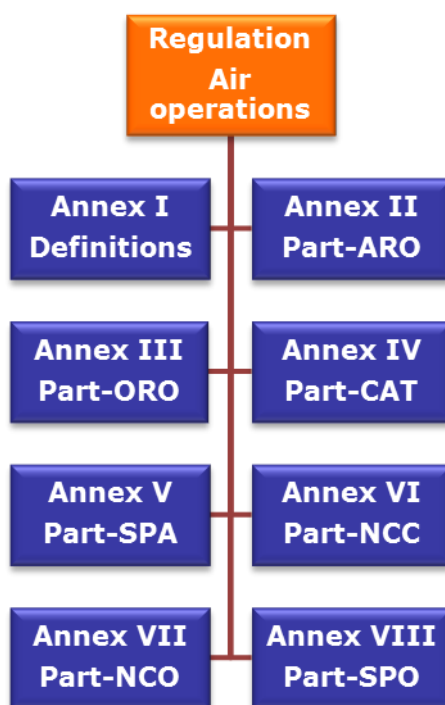 Regulation
Air
operations
Annex I
Definitions
Annex II
Part-ARO
Annex III
Part-ORO
Annex IV
Part-CAT
Annex V
Part-SPA
Annex VI
Part-NCC
Annex VII
Part-NCO
Annex VIII
Part-SPO